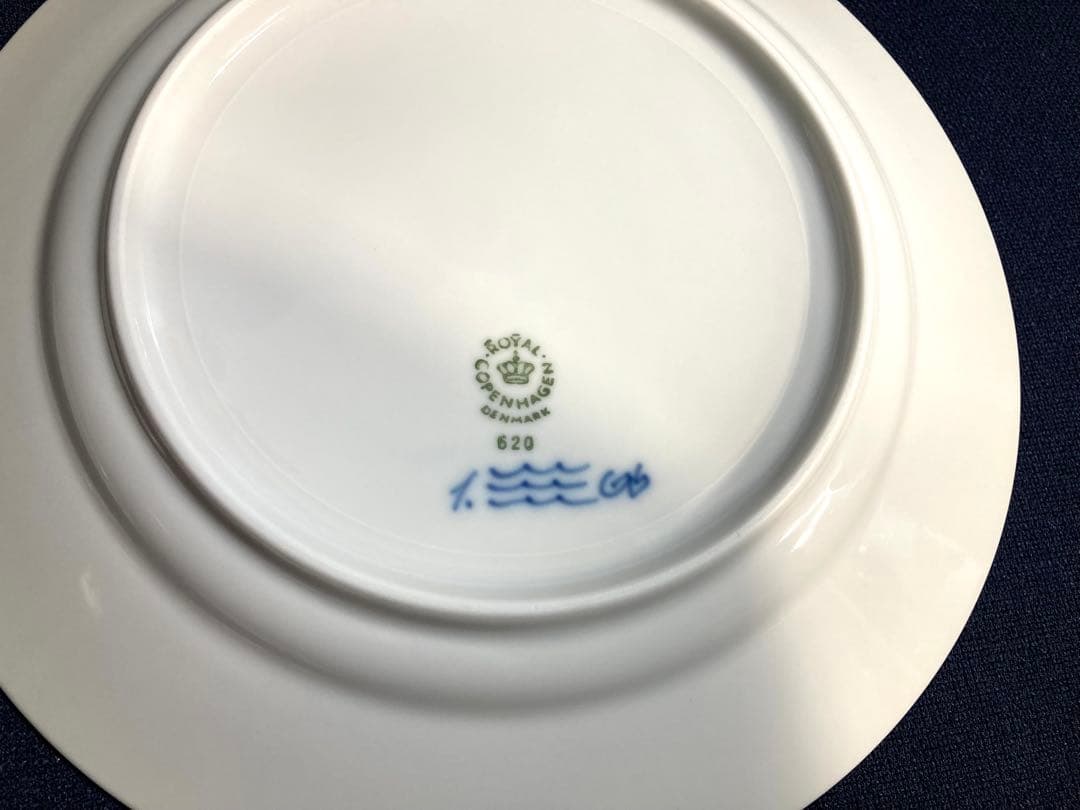 ROYAL
COPENHAGEN
DENMARK
620
1.